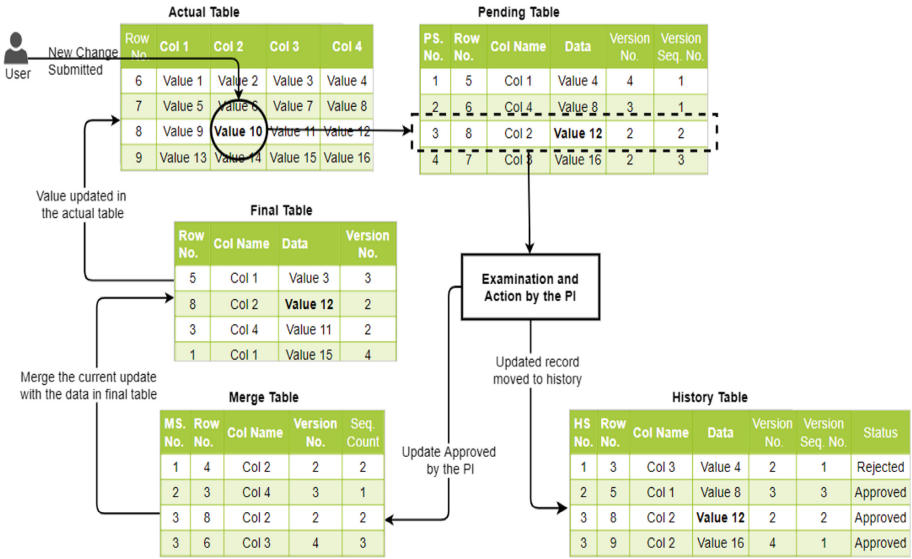 Actual Table
Row No. Col 1 Col 2 Col 3 Col 4
6 Value 1 Value 2 Value 3 Value 4
7 Value 5 Value 6 Value 7 Value 8
8 Value 9 Value 10 Value 11 Value 12
9 Value 13 Value 14 Value 15 Value 16
User
New Change
Submitted
Pending Table
PS. No. Row No. Col Name Data Version No. Version Seq. No.
1 5 Col 1 Value 4 4 1
2 6 Col 4 Value 8 3 1
3 8 Col 2 Value 12 2 2
4 7 Col 3 Value 16 2 3
Value updated in
the actual table
Final Table
Row No. Col Name Data Version No.
5 Col 1 Value 3 3
8 Col 2 Value 12 2
3 Col 4 Value 11 2
1 Col 1 Value 15 4
Examination and
Action by the PI
Updated record
moved to history
Merge the current update
with the data in final table
Merge Table
MS. No. Row No. Col Name Version No. Seq. Count
1 4 Col 2 2 2
2 3 Col 4 3 1
3 8 Col 2 2 2
3 6 Col 3 4 3
Update Approved
by the PI
History Table
HS No. Row No. Col Name Data Version No. Version Seq. No. Status
1 3 Col 3 Value 4 2 1 Rejected
2 5 Col 1 Value 8 3 3 Approved
3 8 Col 2 Value 12 2 2 Approved
3 9 Col 2 Value 16 4 1 Approved